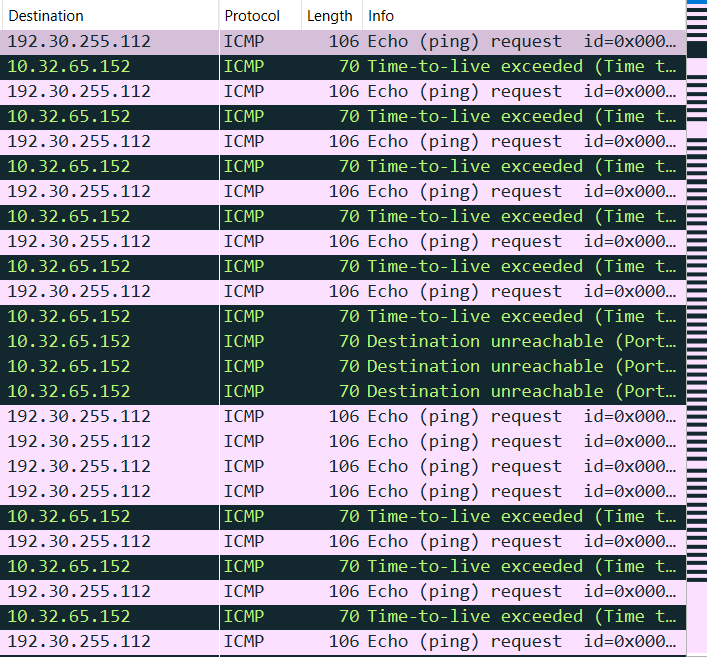 Destination Protocol Length Info
192.30.255.112 ICMP 106 Echo (ping) request id=0x000…
10.32.65.152 ICMP 70 Time-to-live exceeded (Time t…
192.30.255.112 ICMP 106 Echo (ping) request id=0x000…
10.32.65.152 ICMP 70 Time-to-live exceeded (Time t…
192.30.255.112 ICMP 106 Echo (ping) request id=0x000…
10.32.65.152 ICMP 70 Time-to-live exceeded (Time t…
192.30.255.112 ICMP 106 Echo (ping) request id=0x000…
10.32.65.152 ICMP 70 Time-to-live exceeded (Time t…
192.30.255.112 ICMP 106 Echo (ping) request id=0x000…
10.32.65.152 ICMP 70 Time-to-live exceeded (Time t…
192.30.255.112 ICMP 106 Echo (ping) request id=0x000…
10.32.65.152 ICMP 70 Time-to-live exceeded (Time t…
10.32.65.152 ICMP 70 Destination unreachable (Port…
10.32.65.152 ICMP 70 Destination unreachable (Port…
10.32.65.152 ICMP 70 Destination unreachable (Port…
192.30.255.112 ICMP 106 Echo (ping) request id=0x000…
192.30.255.112 ICMP 106 Echo (ping) request id=0x000…
192.30.255.112 ICMP 106 Echo (ping) request id=0x000…
192.30.255.112 ICMP 106 Echo (ping) request id=0x000…
10.32.65.152 ICMP 70 Time-to-live exceeded (Time t…
192.30.255.112 ICMP 106 Echo (ping) request id=0x000…
10.32.65.152 ICMP 70 Time-to-live exceeded (Time t…
192.30.255.112 ICMP 106 Echo (ping) request id=0x000…
10.32.65.152 ICMP 70 Time-to-live exceeded (Time t…
192.30.255.112 ICMP 106 Echo (ping) request id=0x000…